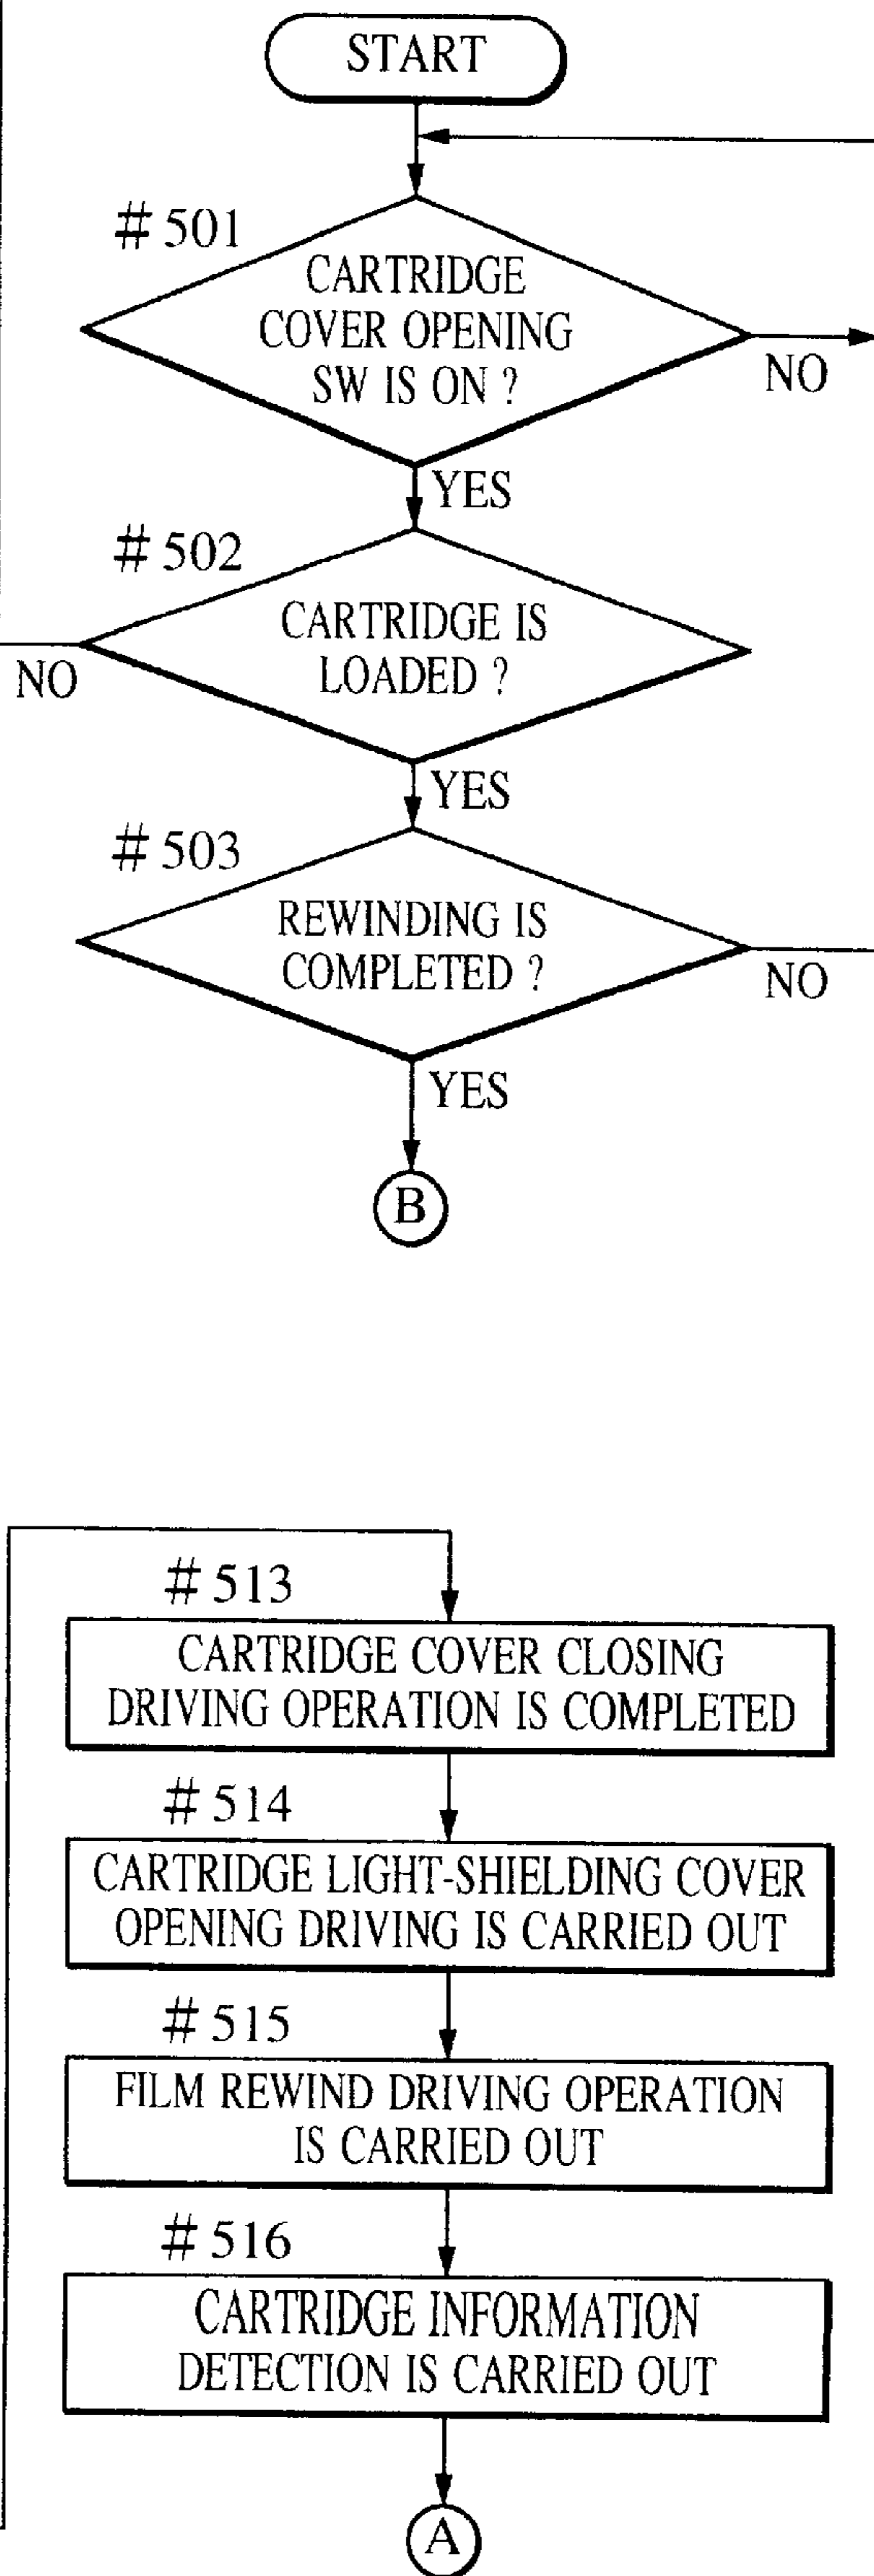 START
#501
CARTRIDGE
COVER OPENING
SW IS ON ?
NO
YES
#502
CARTRIDGE IS
LOADED ?
NO
YES
#503
REWINDING IS
COMPLETED ?
NO
YES
B
#513
CARTRIDGE COVER CLOSING
DRIVING OPERATION IS COMPLETED
#514
CARTRIDGE LIGHT-SHIELDING COVER
OPENING DRIVING IS CARRIED OUT
#515
FILM REWIND DRIVING OPERATION
IS CARRIED OUT
#516
CARTRIDGE INFORMATION
DETECTION IS CARRIED OUT
A